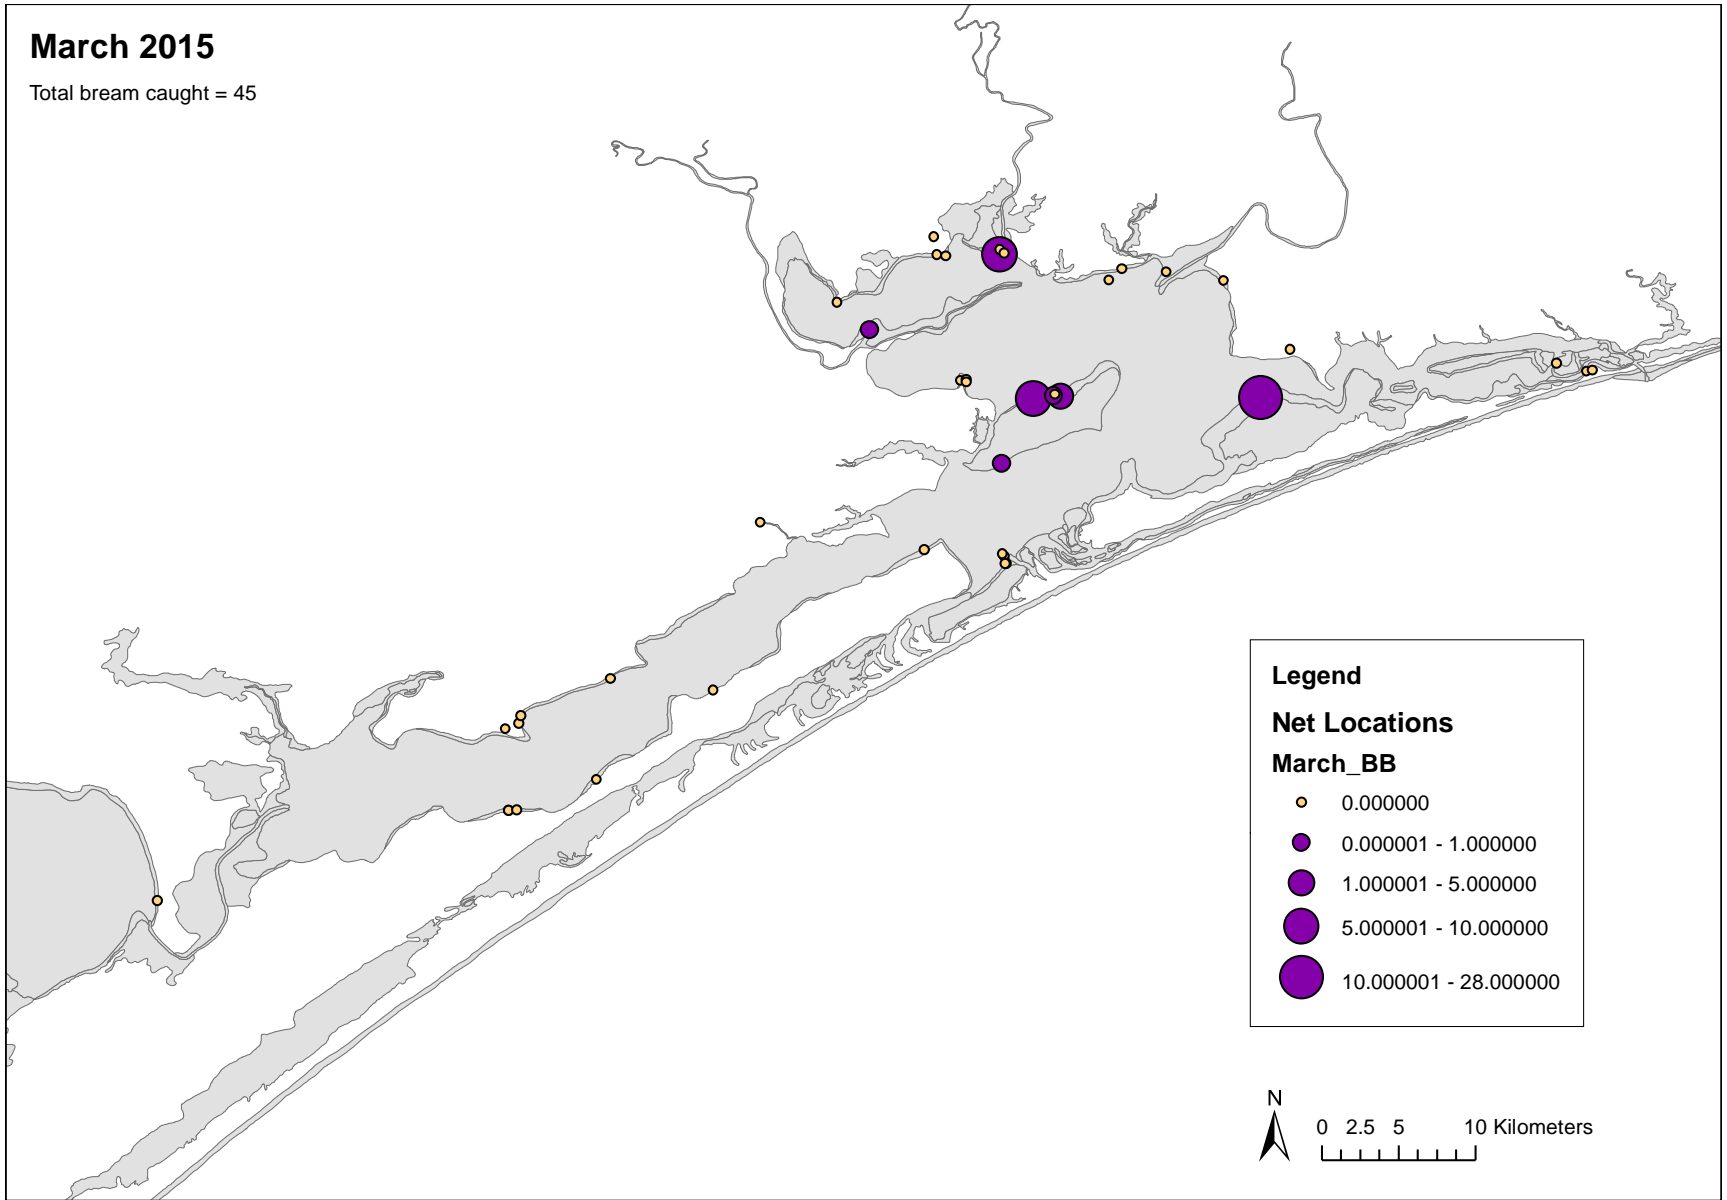 March 2015
Total bream caught = 45
Legend
Net Locations
March_BB
0.000000
0.000001 - 1.000000
1.000001 - 5.000000
5.000001 - 10.000000
10.000001 - 28.000000
N
0 2.5 5 10 Kilometers